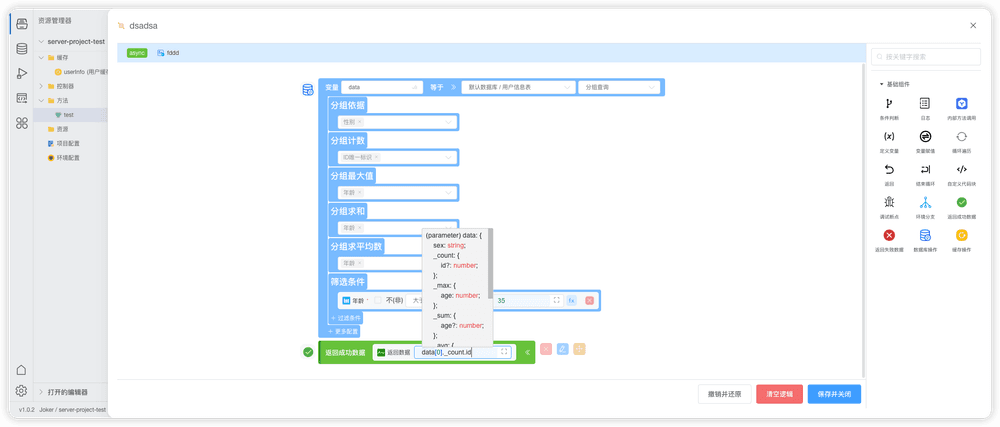 资源管理器
server-project-test
缓存
userInfo (用户缓
控制器
方法
test
资源
项目配置
环境配置
打开的编辑器
v1.0.2 Joker / server-project-test
dsadsa
async fddd
变量 data 等于 默认数据库 / 用户信息表 分组查询
分组依据
性别 ×
分组计数
ID唯一标识 ×
分组最大值
年龄 ×
分组求和
年龄 ×
分组求平均数
年龄 ×
筛选条件
年龄 不(非) 大 35 fx
+ 过滤条件
+ 更多配置
(parameter) data: {
sex: string;
_count: {
id?: number;
};
_max: {
age: number;
};
_sum: {
age?: number;
};
_avg: {
返回成功数据 返回数据 data[0]._count.id
按关键字搜索
基础组件
条件判断 日志 内部方法调用
(x)
定义变量 变量赋值 循环遍历
返回 结束循环 自定义代码块
调试断点 环境分支 返回成功数据
返回失败数据 数据库操作 缓存操作
撤销并还原 清空逻辑 保存并关闭